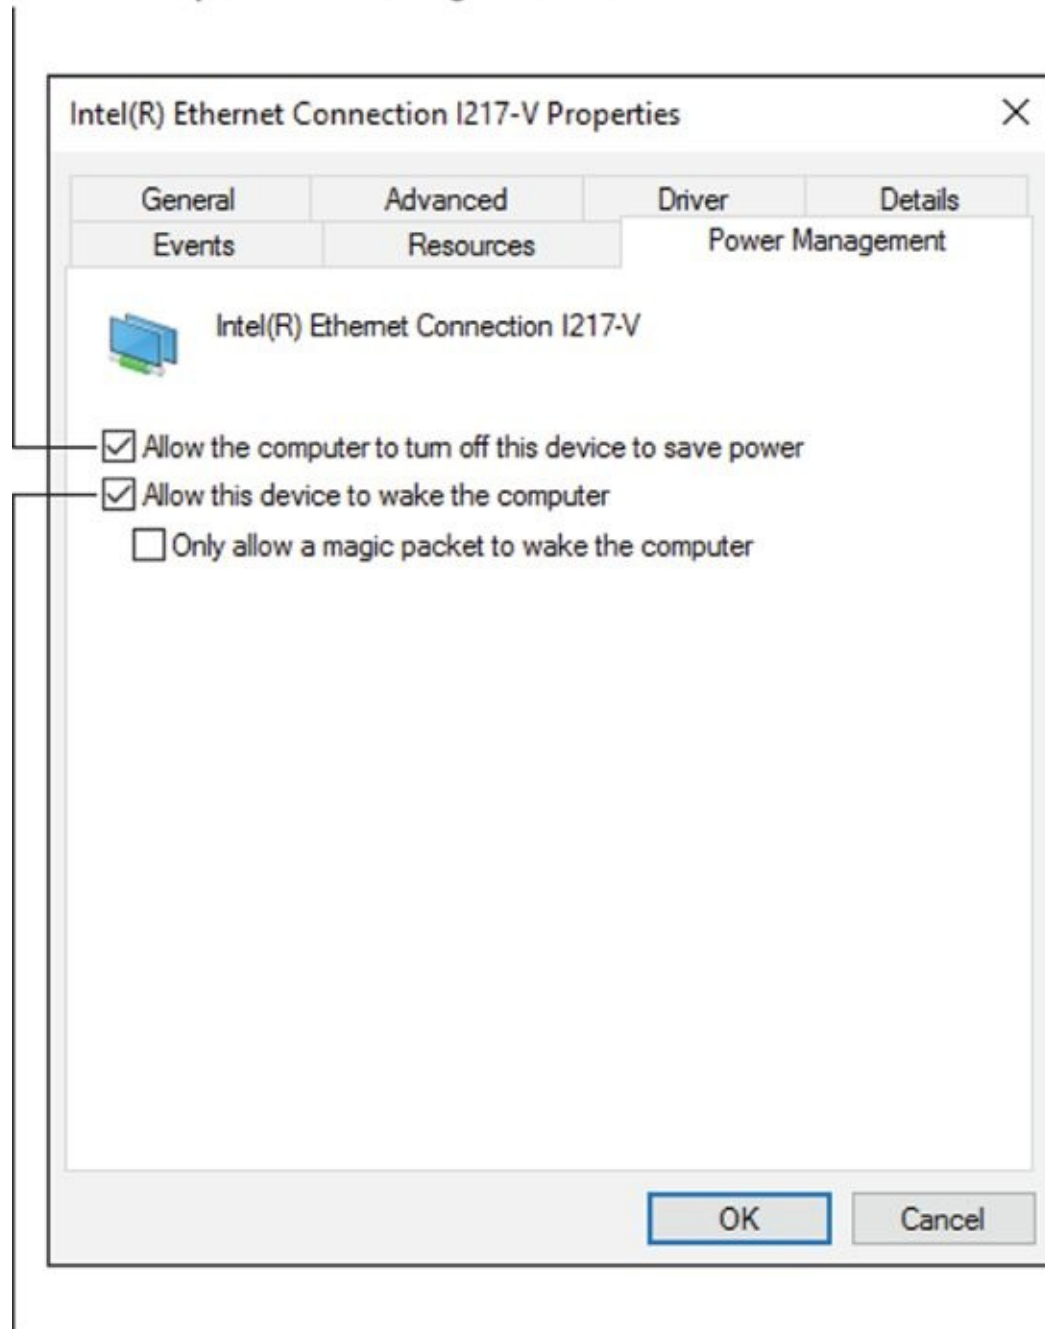 Intel(R) Ethernet Connection I217-V Properties
General Advanced Driver Details
Events Resources Power Management
Intel(R) Ethernet Connection I217-V
Allow the computer to turn off this device to save power
Allow this device to wake the computer
Only allow a magic packet to wake the computer
OK Cancel